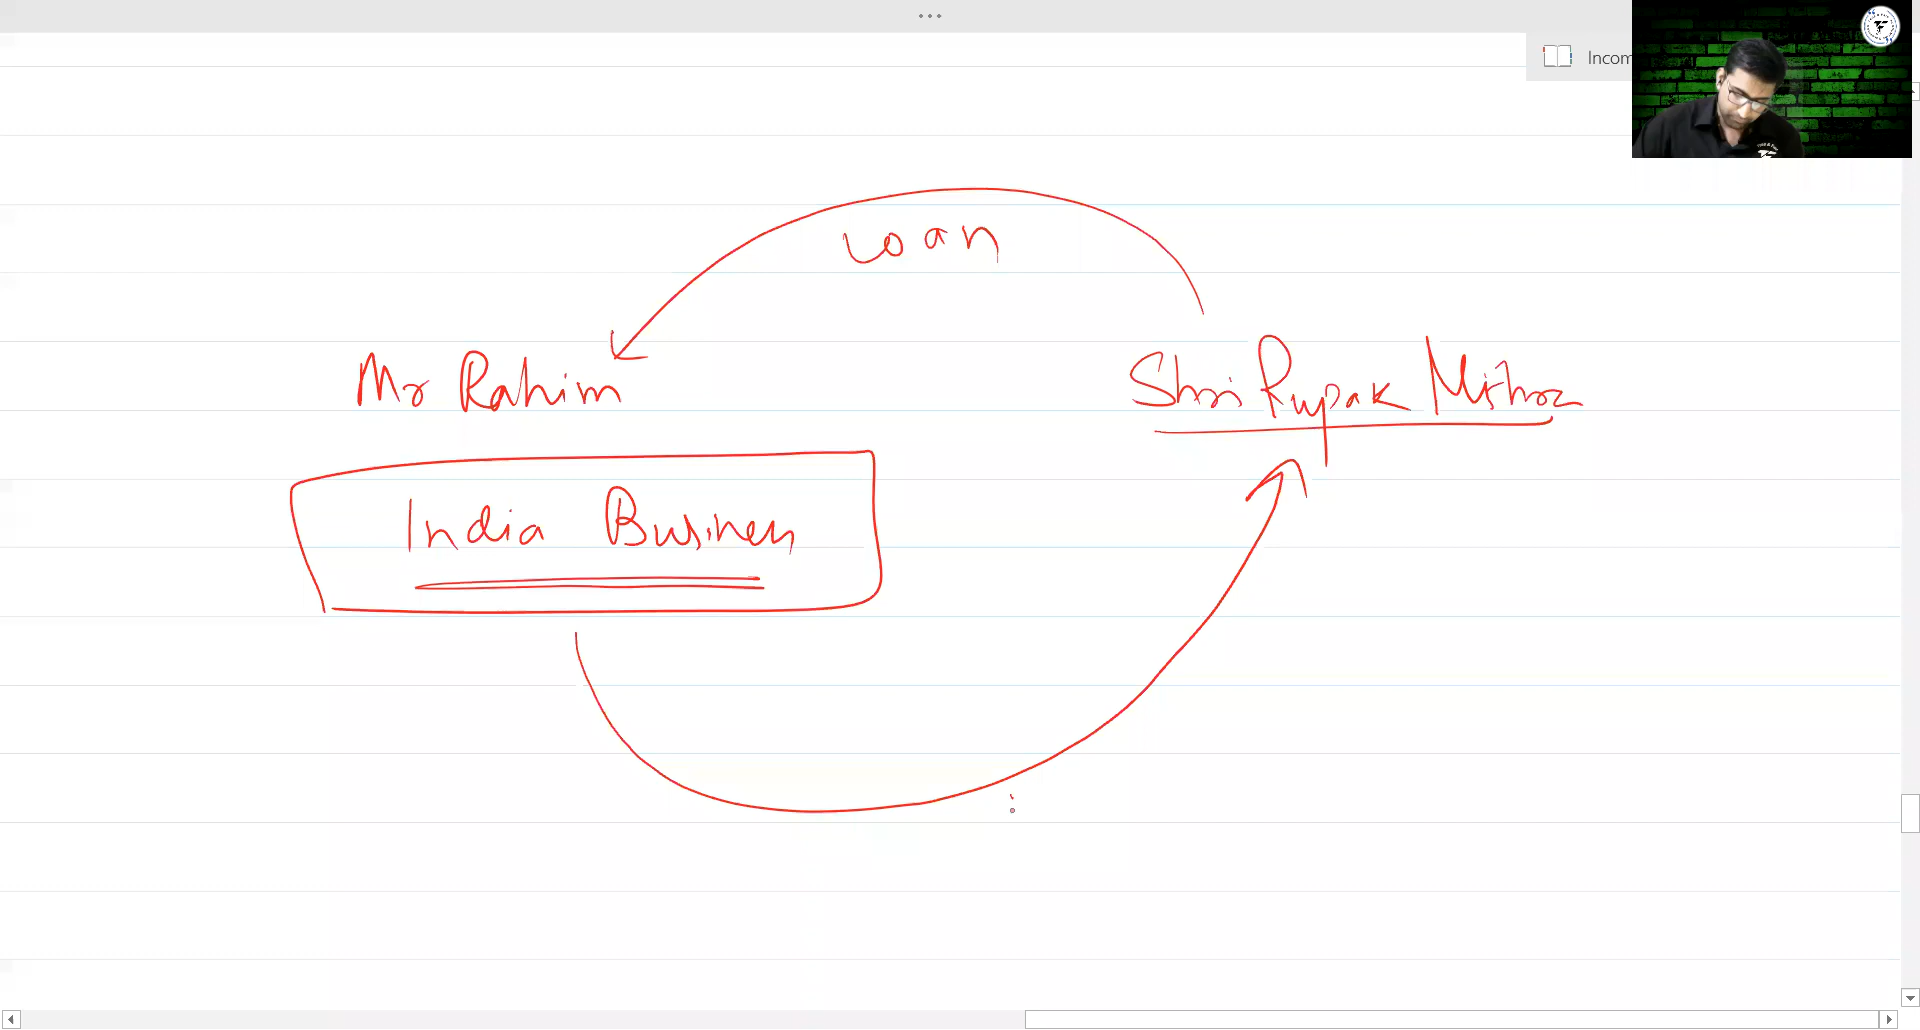 Incom
Loan
Mr Rahim
Shri Rupak Mishra
India Business